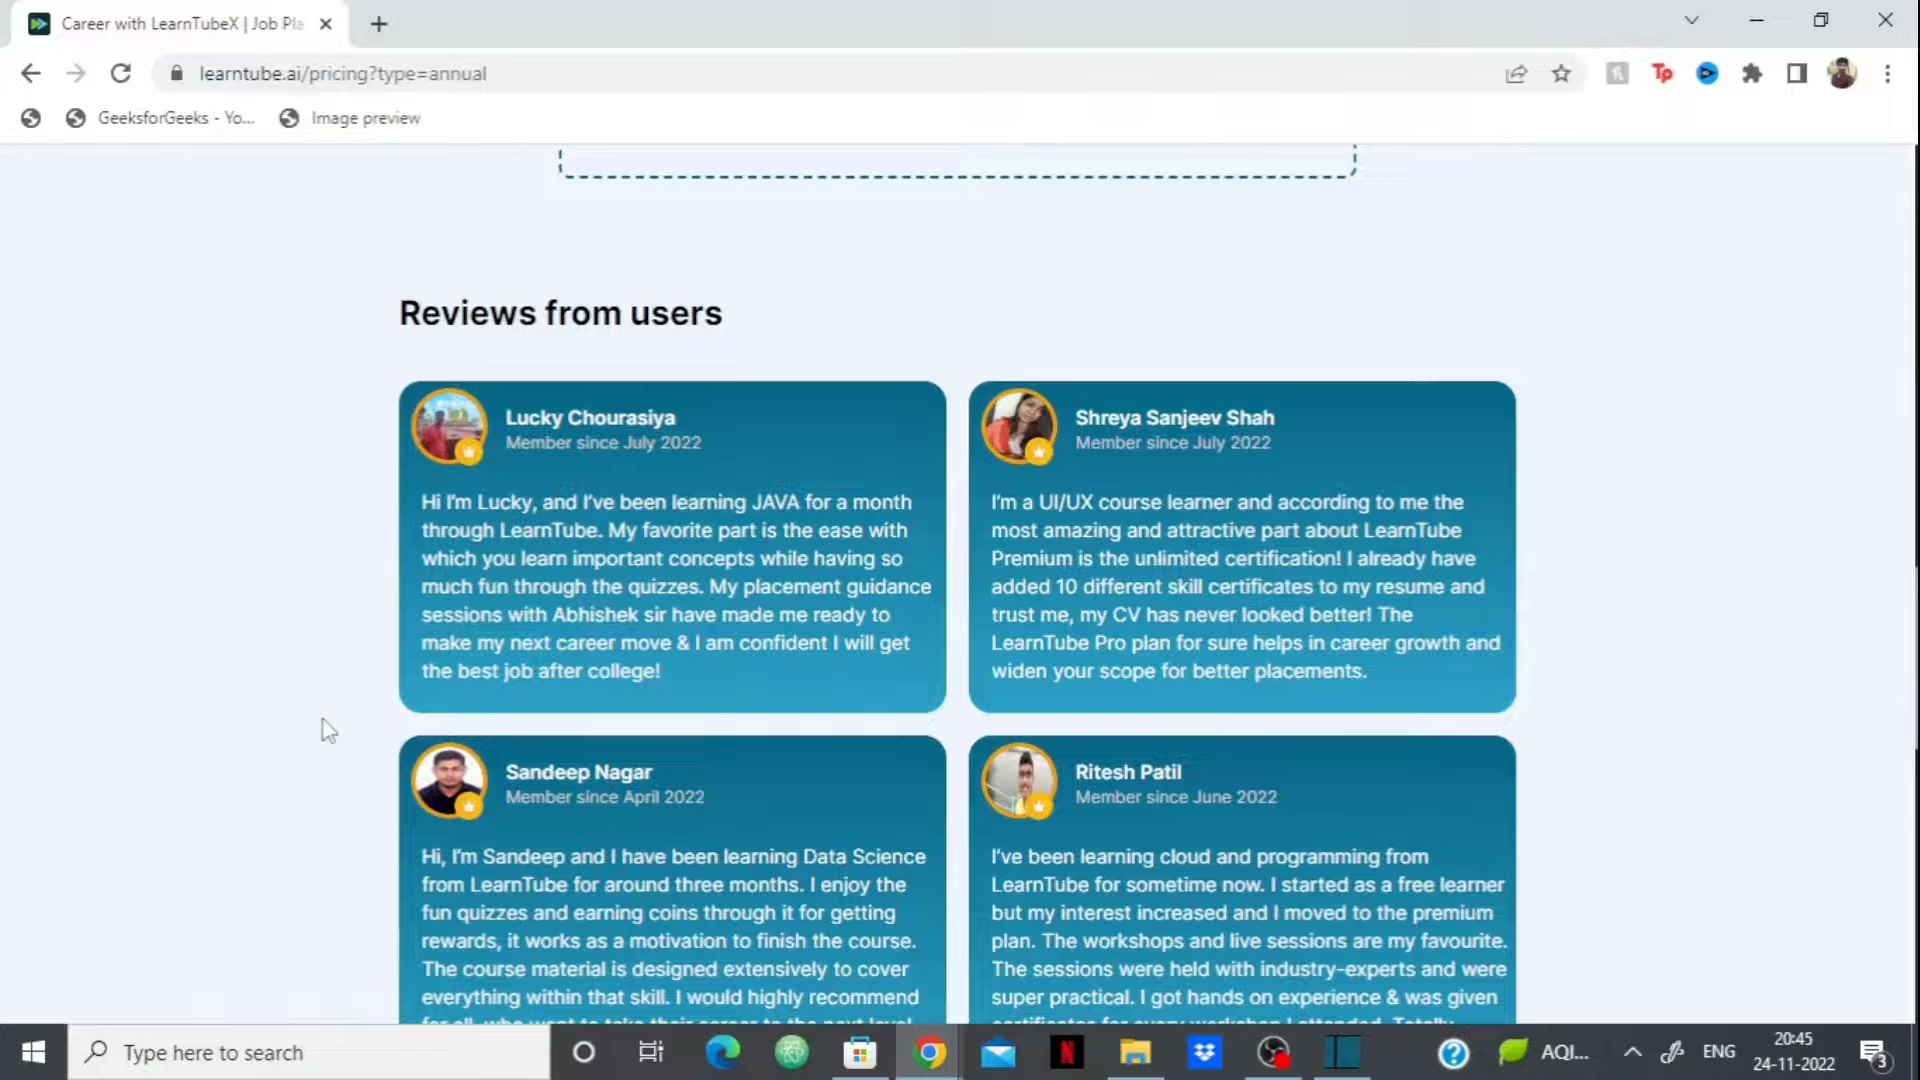 Career with LearnTubeX | Job Pla
learntube.ai/pricing?type=annual
Tp
GeeksforGeeks - Yo...
Image preview
Reviews from users
Lucky Chourasiya
Member since July 2022
Hi I'm Lucky, and I've been learning JAVA for a month
through LearnTube. My favorite part is the ease with
which you learn important concepts while having so
much fun through the quizzes. My placement guidance
sessions with Abhishek sir have made me ready to
make my next career move & I am confident I will get
the best job after college!
Shreya Sanjeev Shah
Member since July 2022
I'm a UI/UX course learner and according to me the
most amazing and attractive part about LearnTube
Premium is the unlimited certification! I already have
added 10 different skill certificates to my resume and
trust me, my CV has never looked better! The
LearnTube Pro plan for sure helps in career growth and
widen your scope for better placements.
Sandeep Nagar
Member since April 2022
Hi, I'm Sandeep and I have been learning Data Science
from LearnTube for around three months. I enjoy the
fun quizzes and earning coins through it for getting
rewards, it works as a motivation to finish the course.
The course material is designed extensively to cover
everything within that skill. I would highly recommend
Ritesh Patil
Member since June 2022
I've been learning cloud and programming from
LearnTube for sometime now. I started as a free learner
but my interest increased and I moved to the premium
plan. The workshops and live sessions are my favourite.
The sessions were held with industry-experts and were
super practical. I got hands on experience & was given
Type here to search
N
AQI...
ENG
20:45
24-11-2022
3